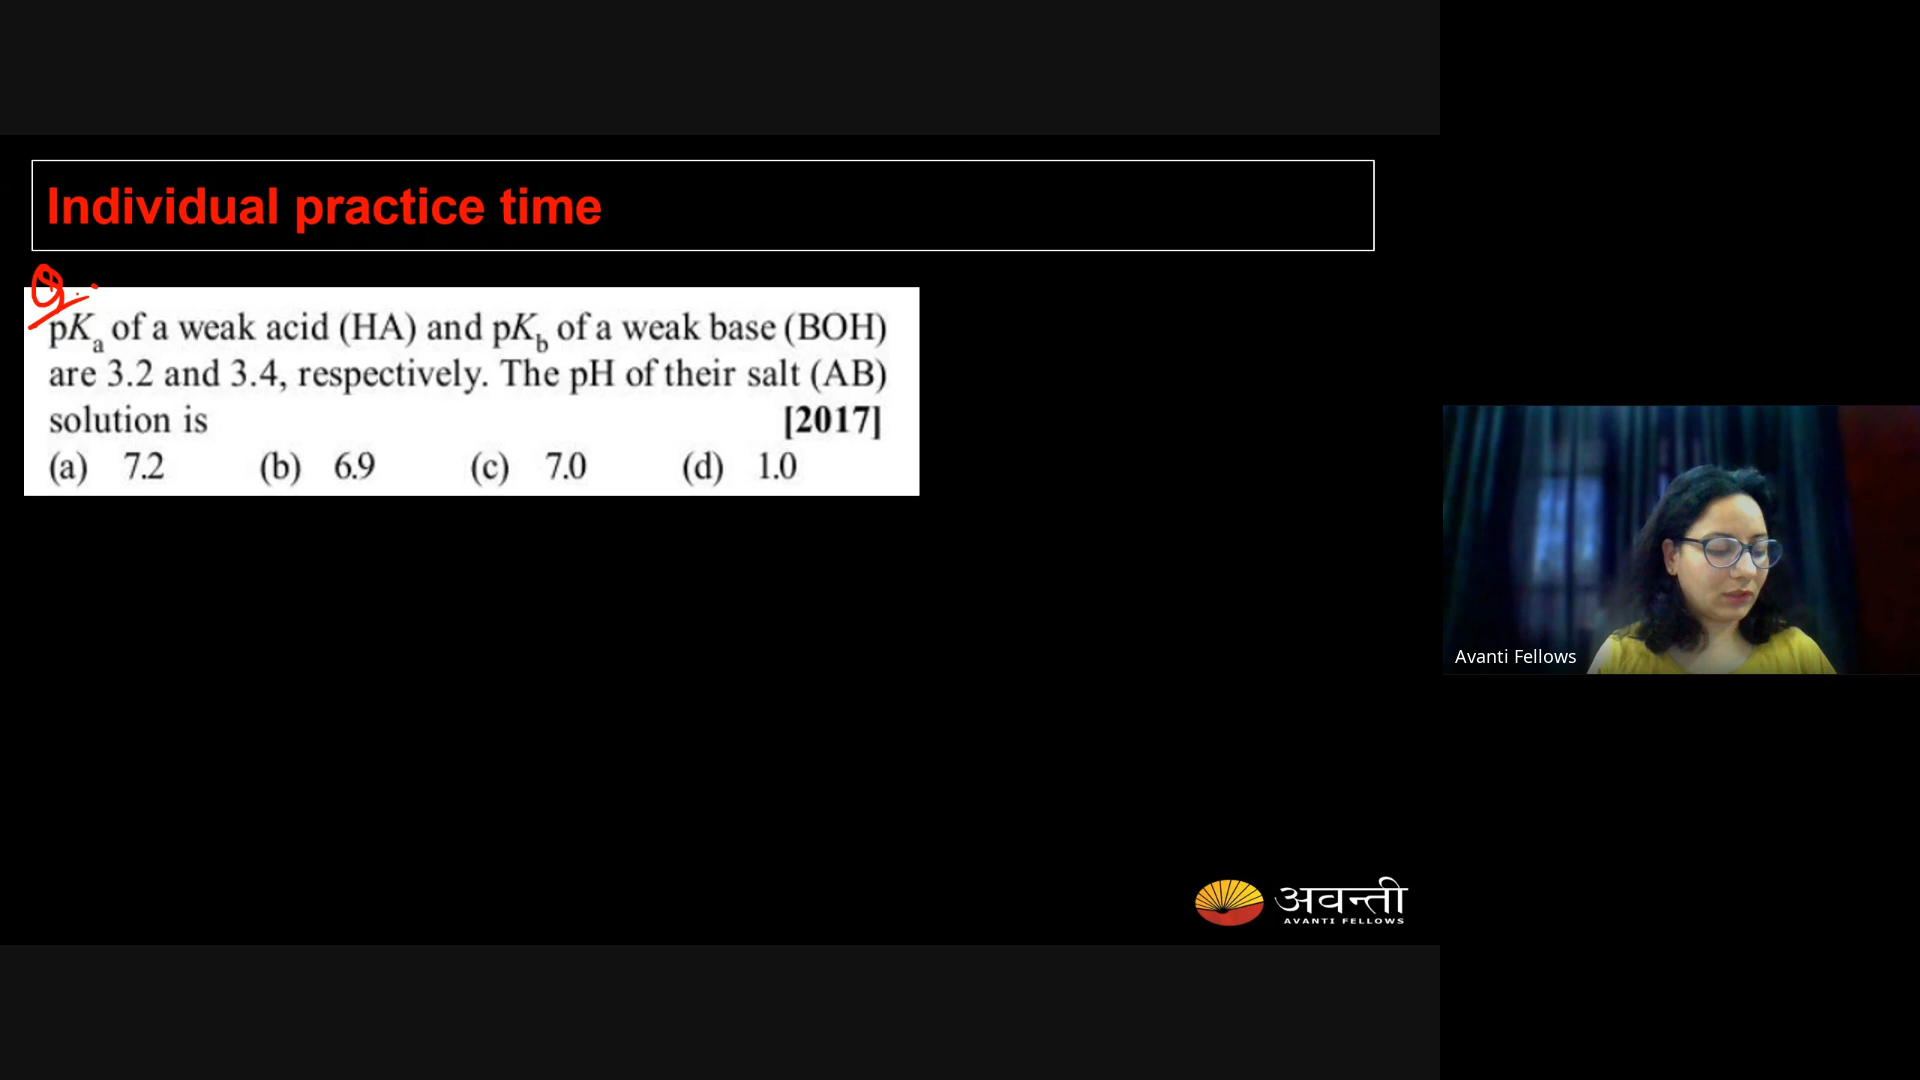 Individual practice time
Q.
pKa of a weak acid (HA) and pKb of a weak base (BOH)
are 3.2 and 3.4, respectively. The pH of their salt (AB)
solution is [2017]
(a) 7.2 (b) 6.9 (c) 7.0 (d) 1.0
Avanti Fellows
अवन्ती
AVANTI FELLOWS